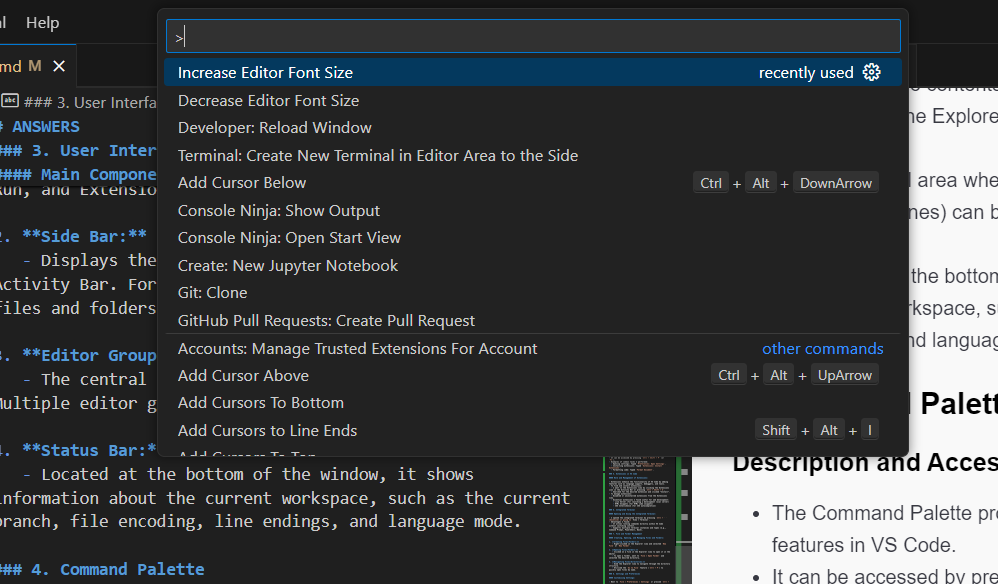 l Help
>
md M
### 3. User Interfa
# ANSWERS
### 3. User Inter
#### Main Compone
Run, and Extensio
2. **Side Bar:**
- Displays the
Activity Bar. For
files and folders
3. **Editor Group
- The central
Multiple editor g
4. **Status Bar:*
- Located at the bottom of the window, it shows
information about the current workspace, such as the current
branch, file encoding, line endings, and language mode.
### 4. Command Palette
Increase Editor Font Size recently used
Decrease Editor Font Size
Developer: Reload Window
Terminal: Create New Terminal in Editor Area to the Side
Add Cursor Below Ctrl + Alt + DownArrow
Console Ninja: Show Output
Console Ninja: Open Start View
Create: New Jupyter Notebook
Git: Clone
GitHub Pull Requests: Create Pull Request
Accounts: Manage Trusted Extensions For Account other commands
Add Cursor Above Ctrl + Alt + UpArrow
Add Cursors To Bottom
Add Cursors to Line Ends Shift + Alt + I
Add Cursors To Top
he Explore
area whe
nes) can b
the bottom
rkspace, su
nd languag
Palett
Description and Acces
The Command Palette pro
features in VS Code.
It can be accessed by pre